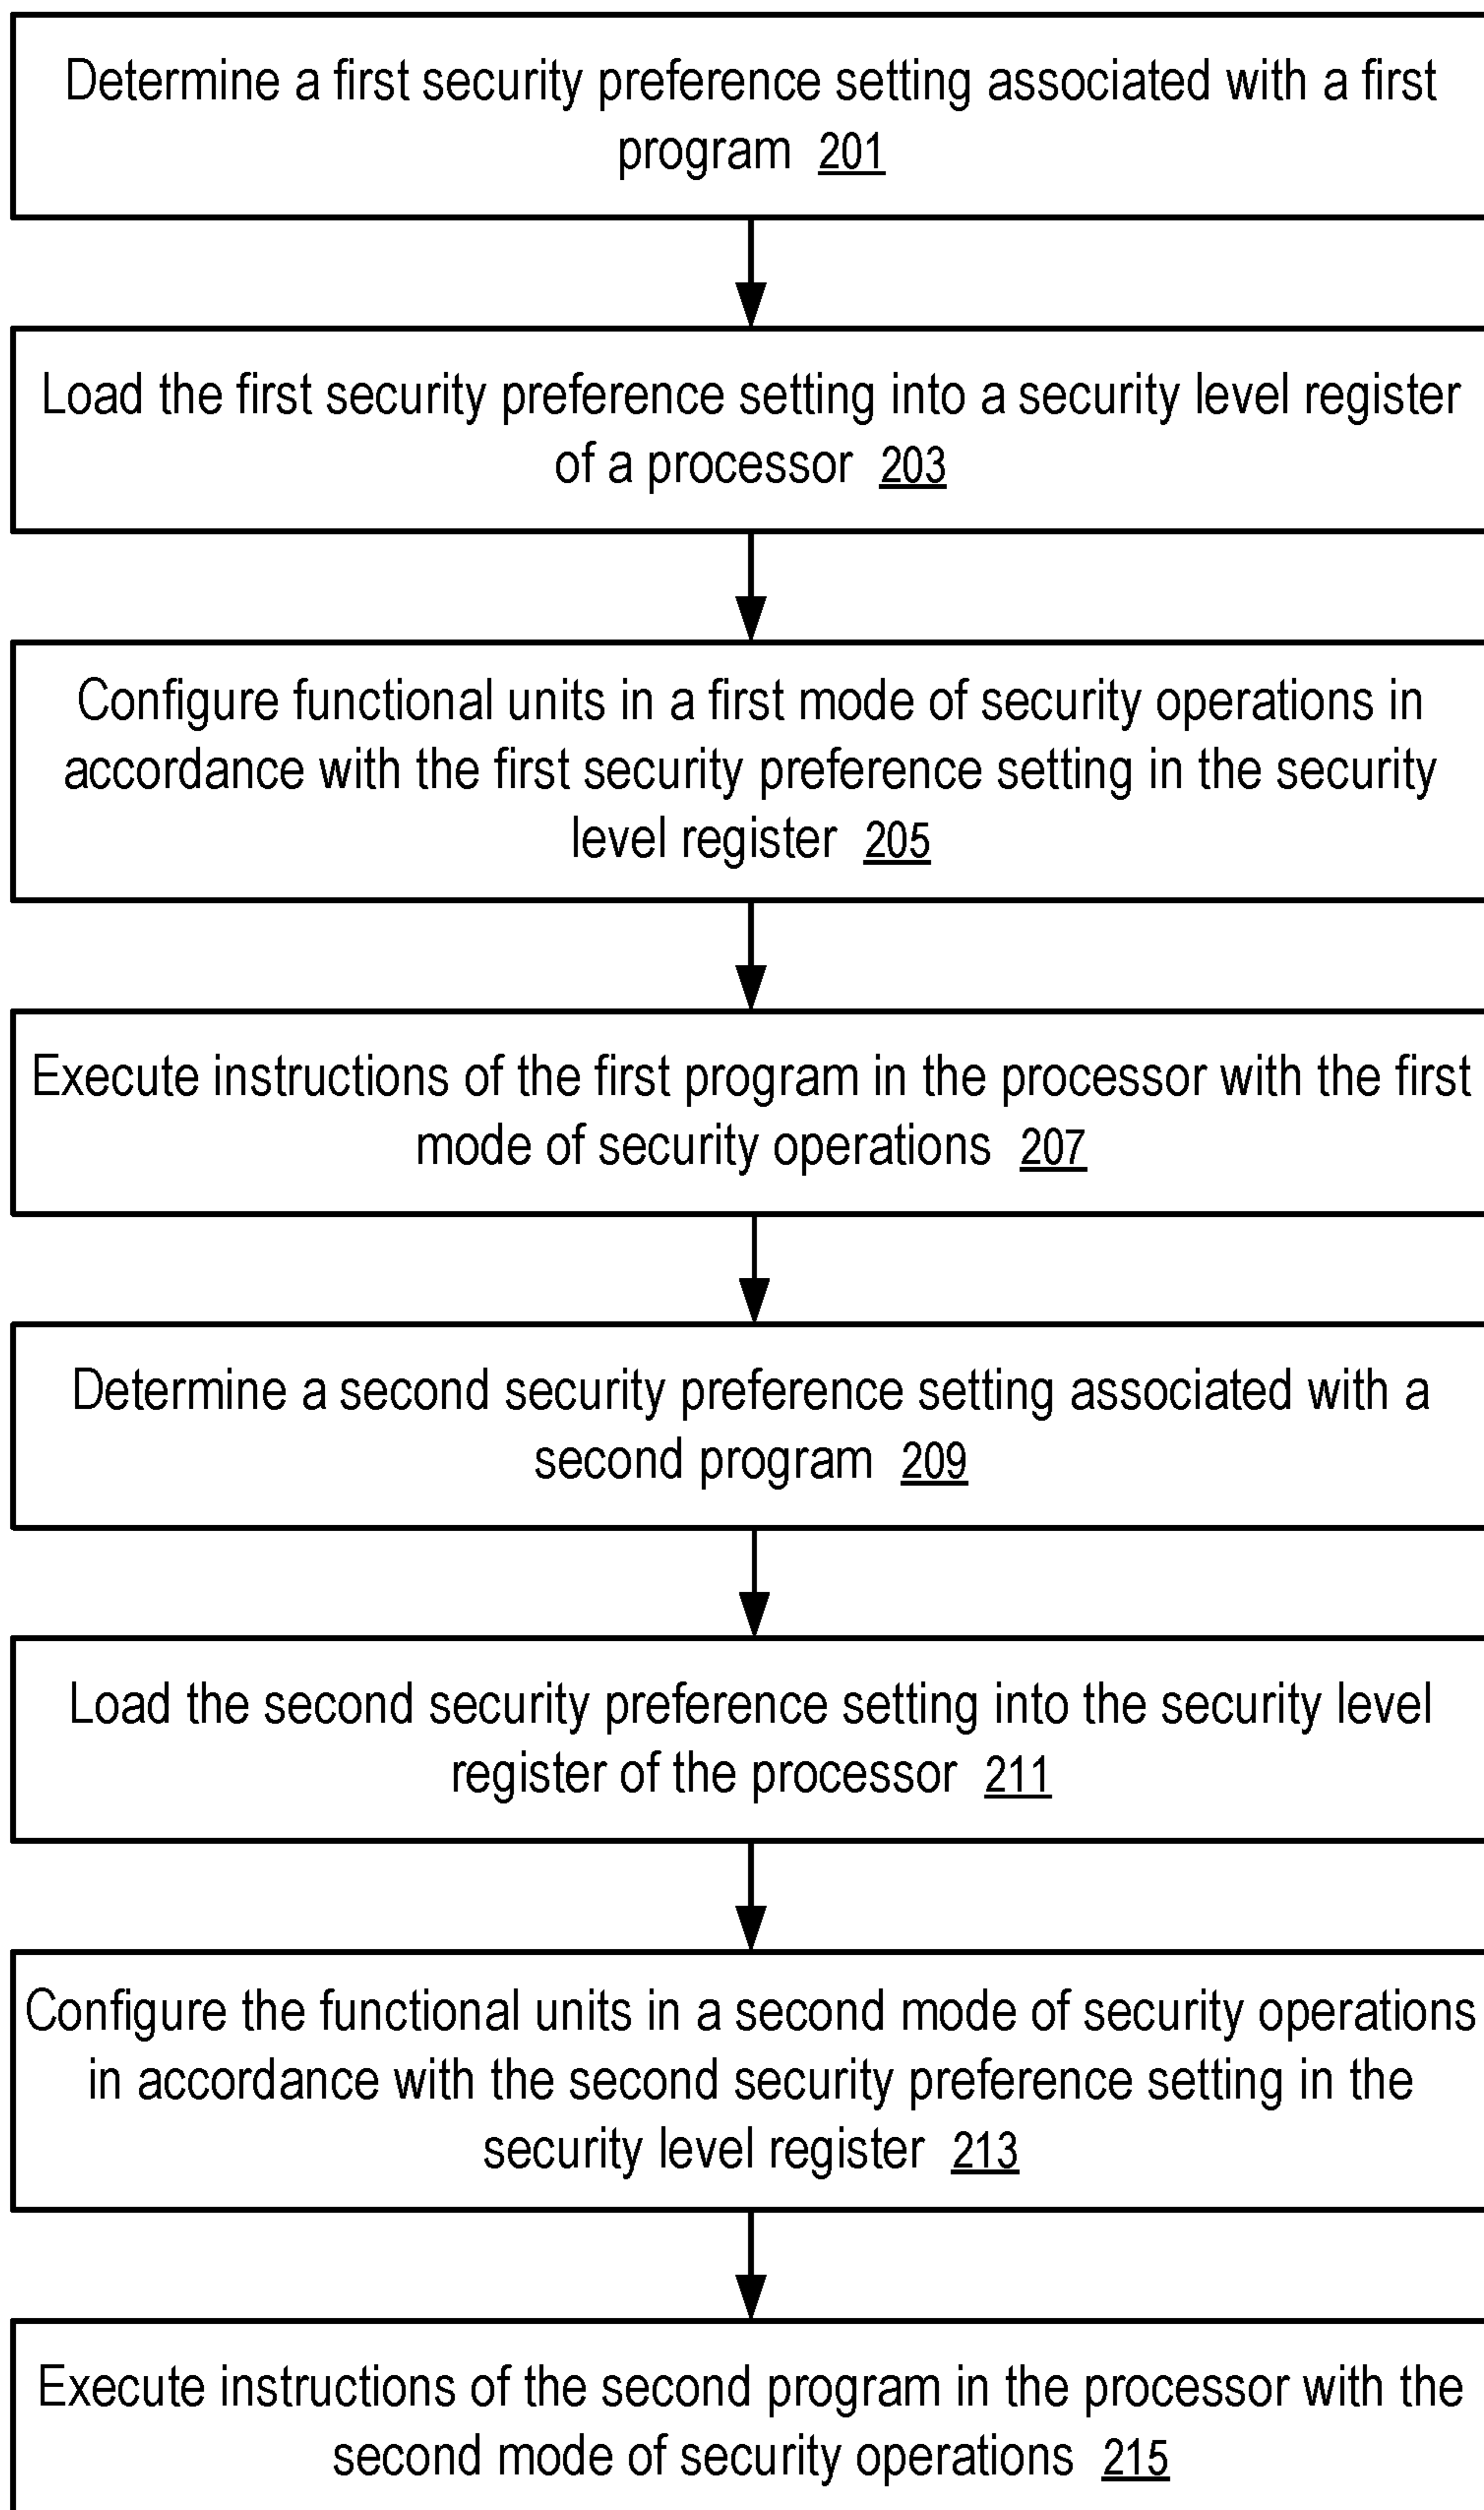 Determine a first security preference setting associated with a first
program 201
Load the first security preference setting into a security level register
of a processor 203
Configure functional units in a first mode of security operations in
accordance with the first security preference setting in the security
level register 205
Execute instructions of the first program in the processor with the first
mode of security operations 207
Determine a second security preference setting associated with a
second program 209
Load the second security preference setting into the security level
register of the processor 211
Configure the functional units in a second mode of security operations
in accordance with the second security preference setting in the
security level register 213
Execute instructions of the second program in the processor with the
second mode of security operations 215